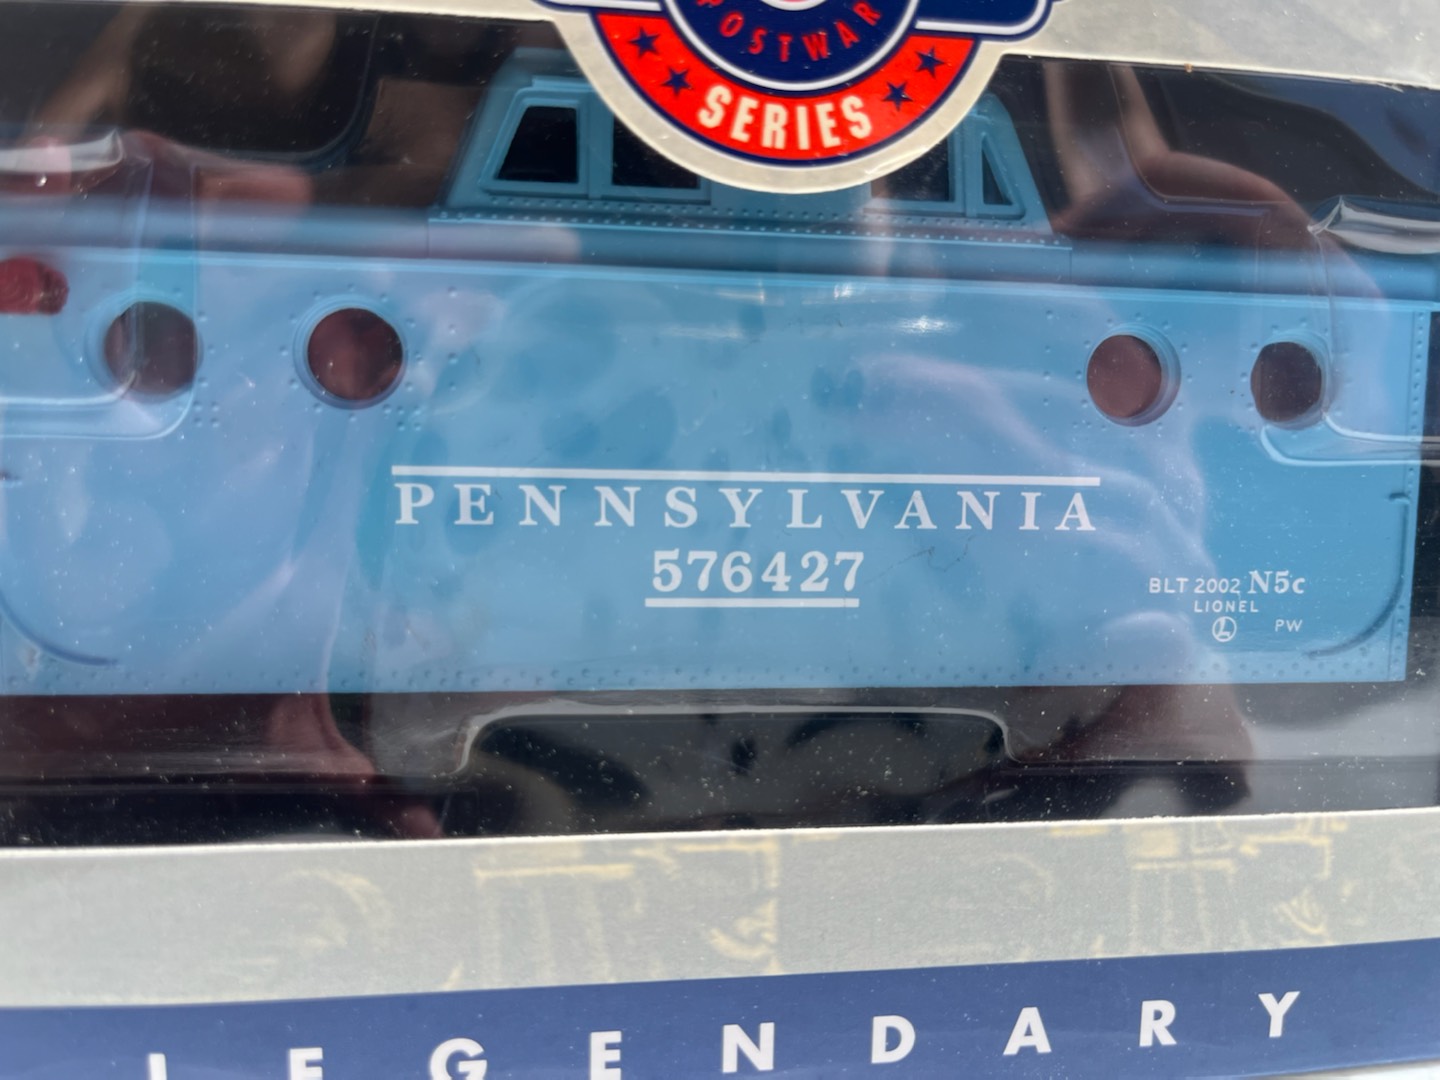 POSTWAR
SERIES
PENNSYLVANIA
576427
BLT 2002 N5c
LIONEL
L PW
LEGENDARY